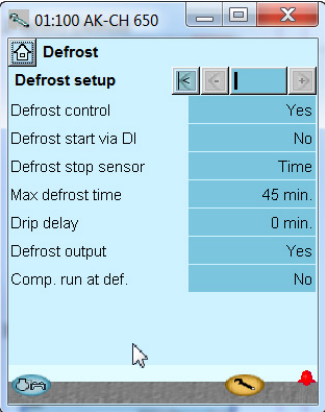 01:100 AK-CH 650
Defrost
Defrost setup
Defrost control Yes
Defrost start via DI No
Defrost stop sensor Time
Max defrost time 45 min.
Drip delay 0 min.
Defrost output Yes
Comp. run at def. No